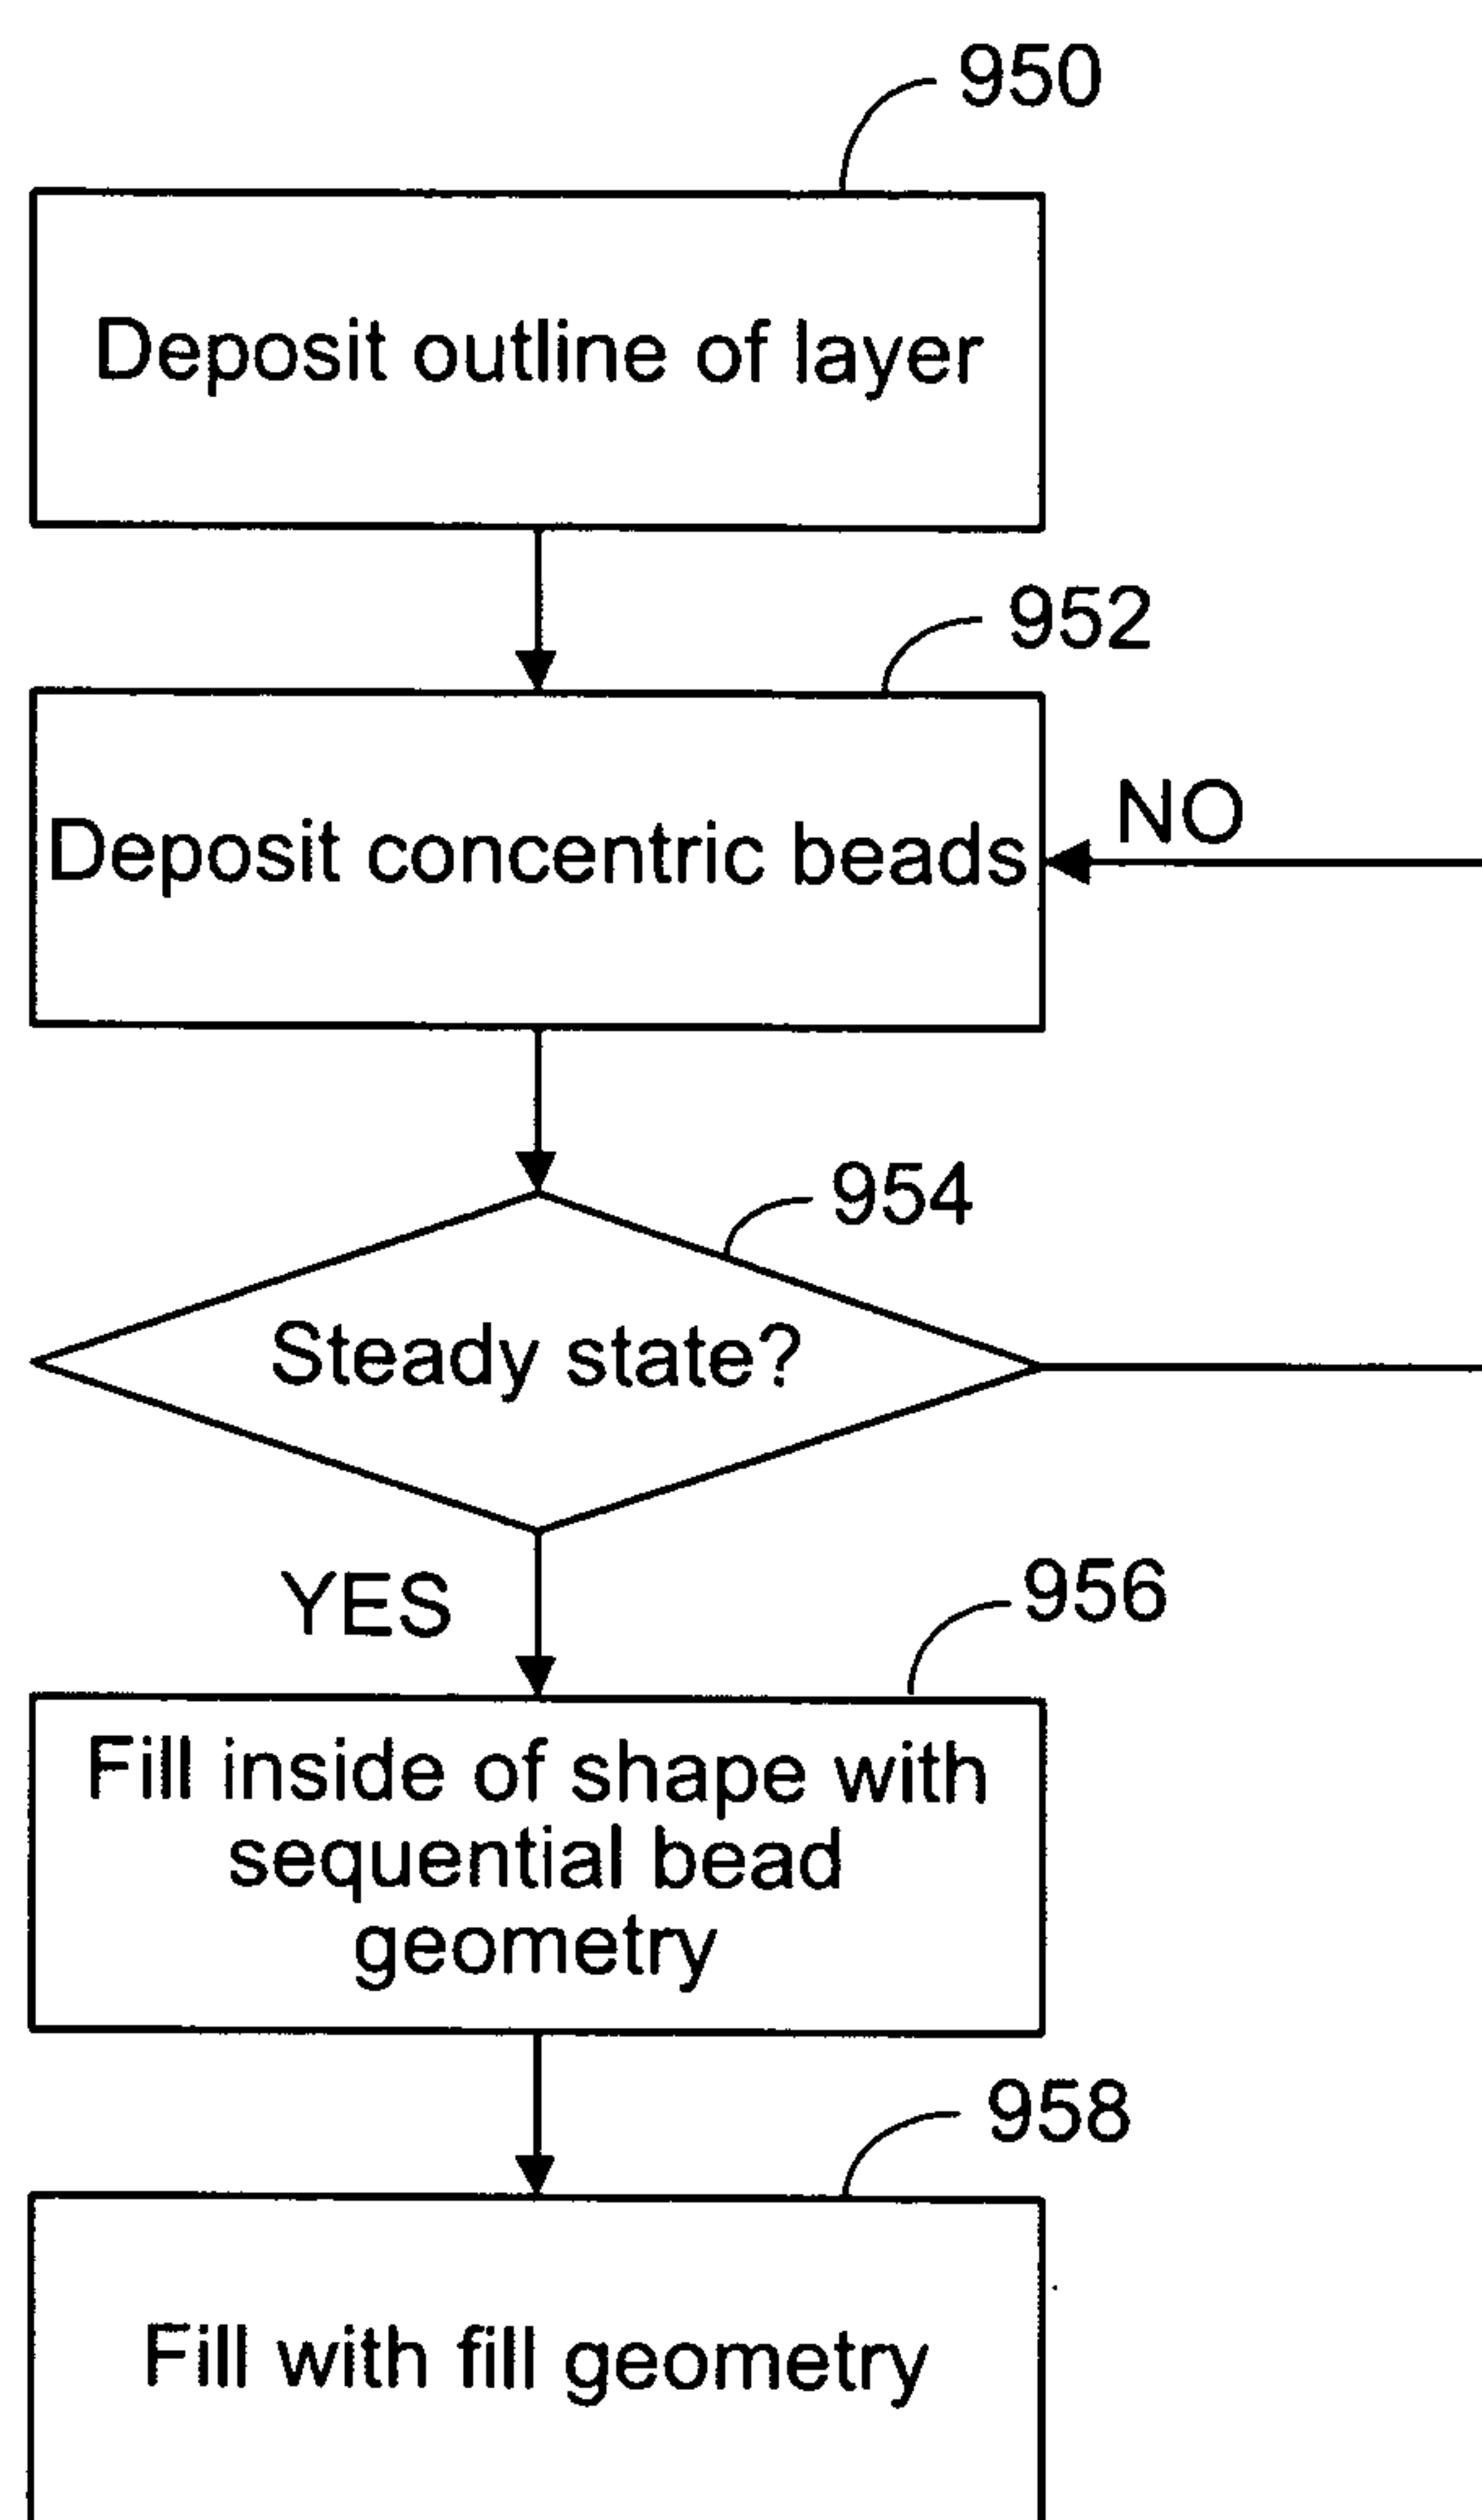 950
Deposit outline of layer
952
Deposit concentric beads
NO
954
Steady state?
YES
956
Fill inside of shape with
sequential bead
geometry
958
Fill with fill geometry